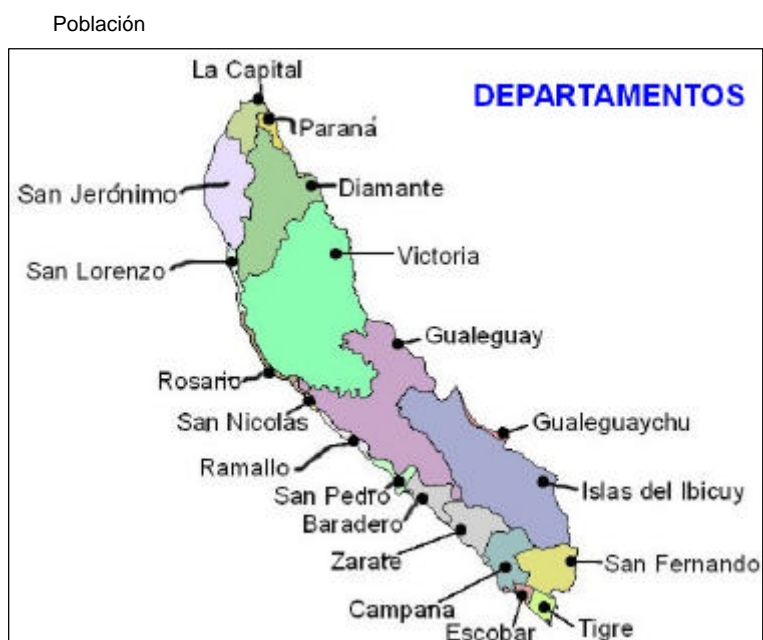 Población
La Capital
DEPARTAMENTOS
Paraná
San Jerónimo
Diamante
Victoria
San Lorenzo
Gualeguay
Rosario
San Nicolás
Gualeguaychu
Ramallo
San Pedro
Islas del Ibicuy
Baradero
Zarate
San Fernando
Campana
Escobar
Tigre